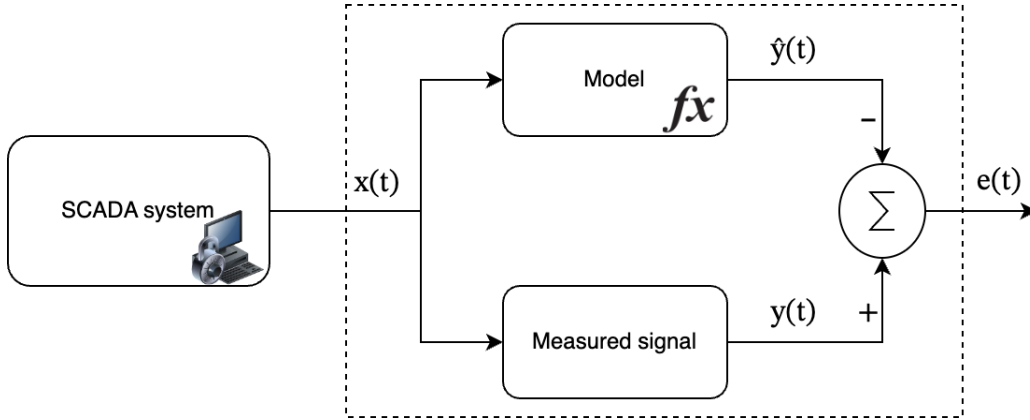 ŷ(t)
Model
fx
-
x(t)
e(t)
SCADA system
Σ
y(t)
+
Measured signal